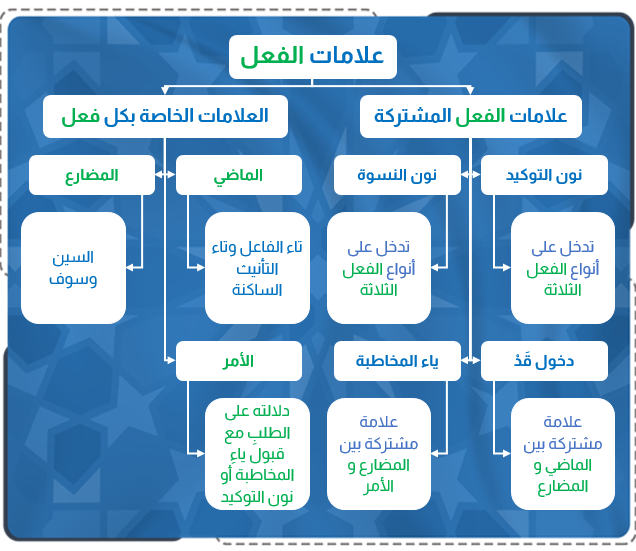 علامات الفعل
علامات الفعل المشتركة
العلامات الخاصة بكل فعل
نون التوكيد
نون النسوة
الماضي
المضارع
تدخل على
أنواع الفعل
الثلاثة
تدخل على
أنواع الفعل
الثلاثة
تاء الفاعل وتاء
التأنيث
الساكنة
السين
وسوف
دخول قَدْ
ياء المخاطبة
الأمر
علامة
مشتركة بين
الماضي و
المضارع
علامة
مشتركة بين
المضارع و
الأمر
دلالته على
الطلبِ مع
قبول ياءِ
المخاطبة أو
نون التوكيد